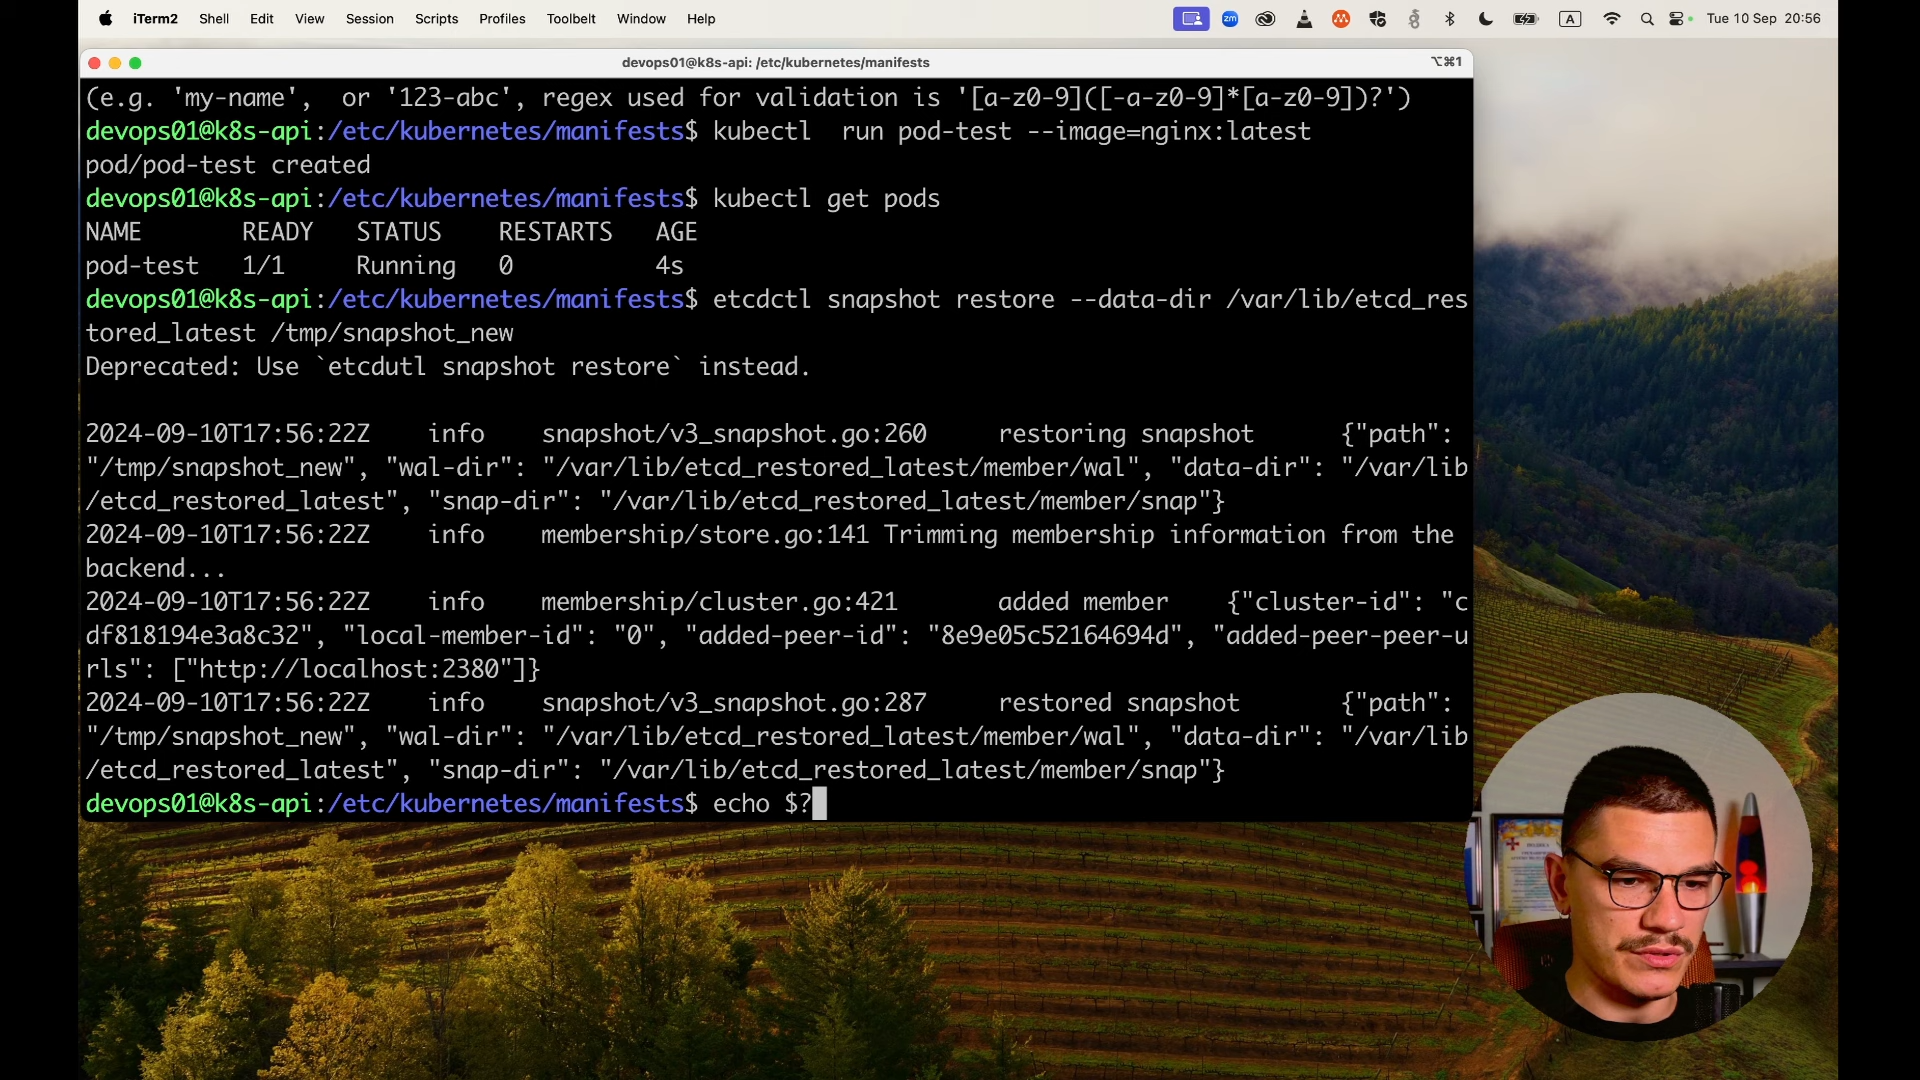 iTerm2 Shell Edit View Session Scripts Profiles Toolbelt Window Help zm A Tue 10 Sep 20:56
devops01@k8s-api: /etc/kubernetes/manifests ⌥⌘1
(e.g. 'my-name',  or '123-abc', regex used for validation is '[a-z0-9]([-a-z0-9]*[a-z0-9])?')
devops01@k8s-api:/etc/kubernetes/manifests$ kubectl  run pod-test --image=nginx:latest
pod/pod-test created
devops01@k8s-api:/etc/kubernetes/manifests$ kubectl get pods
NAME       READY   STATUS    RESTARTS   AGE
pod-test   1/1     Running   0          4s
devops01@k8s-api:/etc/kubernetes/manifests$ etcdctl snapshot restore --data-dir /var/lib/etcd_res
tored_latest /tmp/snapshot_new
Deprecated: Use `etcdutl snapshot restore` instead.
2024-09-10T17:56:22Z    info    snapshot/v3_snapshot.go:260     restoring snapshot      {"path":
"/tmp/snapshot_new", "wal-dir": "/var/lib/etcd_restored_latest/member/wal", "data-dir": "/var/lib
/etcd_restored_latest", "snap-dir": "/var/lib/etcd_restored_latest/member/snap"}
2024-09-10T17:56:22Z    info    membership/store.go:141 Trimming membership information from the
backend...
2024-09-10T17:56:22Z    info    membership/cluster.go:421       added member    {"cluster-id": "c
df818194e3a8c32", "local-member-id": "0", "added-peer-id": "8e9e05c52164694d", "added-peer-peer-u
rls": ["http://localhost:2380"]}
2024-09-10T17:56:22Z    info    snapshot/v3_snapshot.go:287     restored snapshot       {"path":
"/tmp/snapshot_new", "wal-dir": "/var/lib/etcd_restored_latest/member/wal", "data-dir": "/var/lib
/etcd_restored_latest", "snap-dir": "/var/lib/etcd_restored_latest/member/snap"}
devops01@k8s-api:/etc/kubernetes/manifests$ echo $?